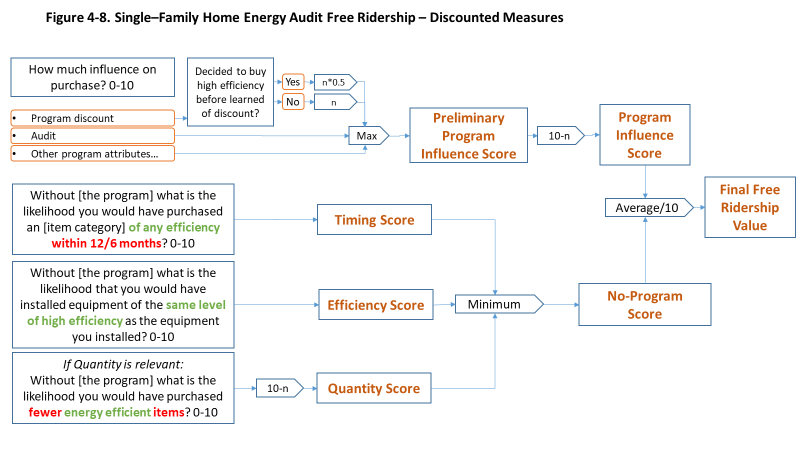 Figure 4-8. Single–Family Home Energy Audit Free Ridership – Discounted Measures
How much influence on
purchase? 0-10
• Program discount
• Audit
• Other program attributes...
Decided to buy
high efficiency
before learned
of discount?
Yes
n*0.5
No
n
Max
Preliminary
Program
Influence Score
10-n
Program
Influence
Score
Without [the program] what is the
likelihood you would have purchased
an [item category] of any efficiency
within 12/6 months? 0-10
Timing Score
Average/10
Final Free
Ridership
Value
Without [the program] what is the
likelihood that you would have
installed equipment of the same level
of high efficiency as the equipment
you installed? 0-10
Efficiency Score
Minimum
No-Program
Score
If Quantity is relevant:
Without [the program] what is the
likelihood you would have purchased
fewer energy efficient items? 0-10
10-n
Quantity Score